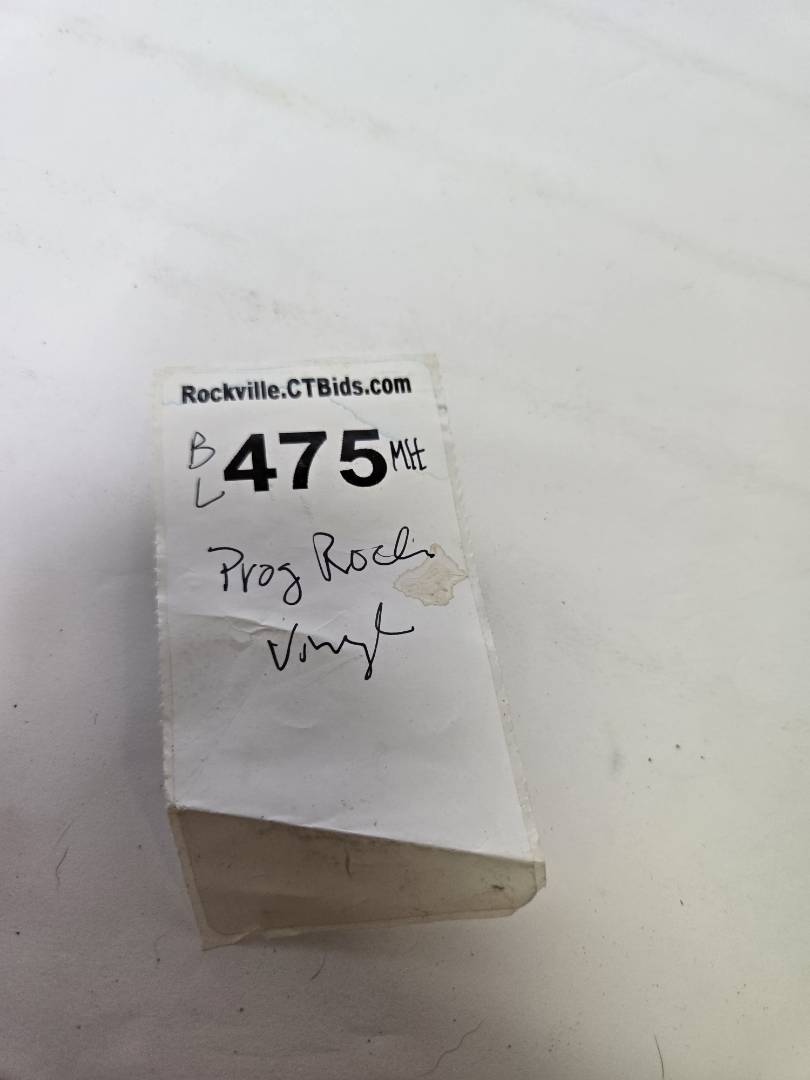 Rockville.CTBids.com
B L 475 MH
Prog Rock
Vinyl